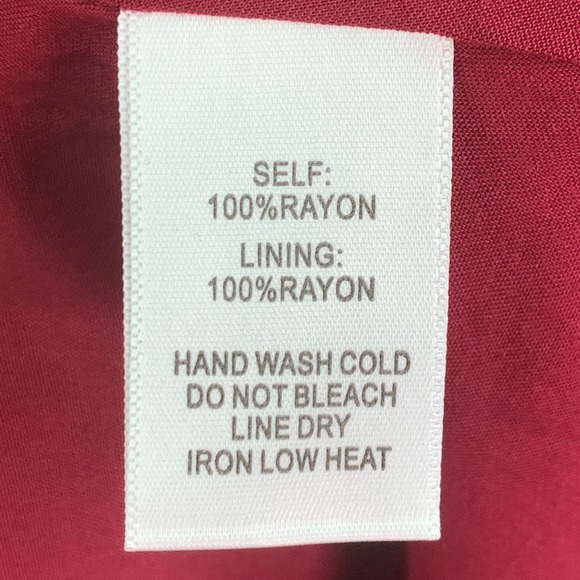 SELF:
100%RAYON
LINING:
100%RAYON
HAND WASH COLD
DO NOT BLEACH
LINE DRY
IRON LOW HEAT